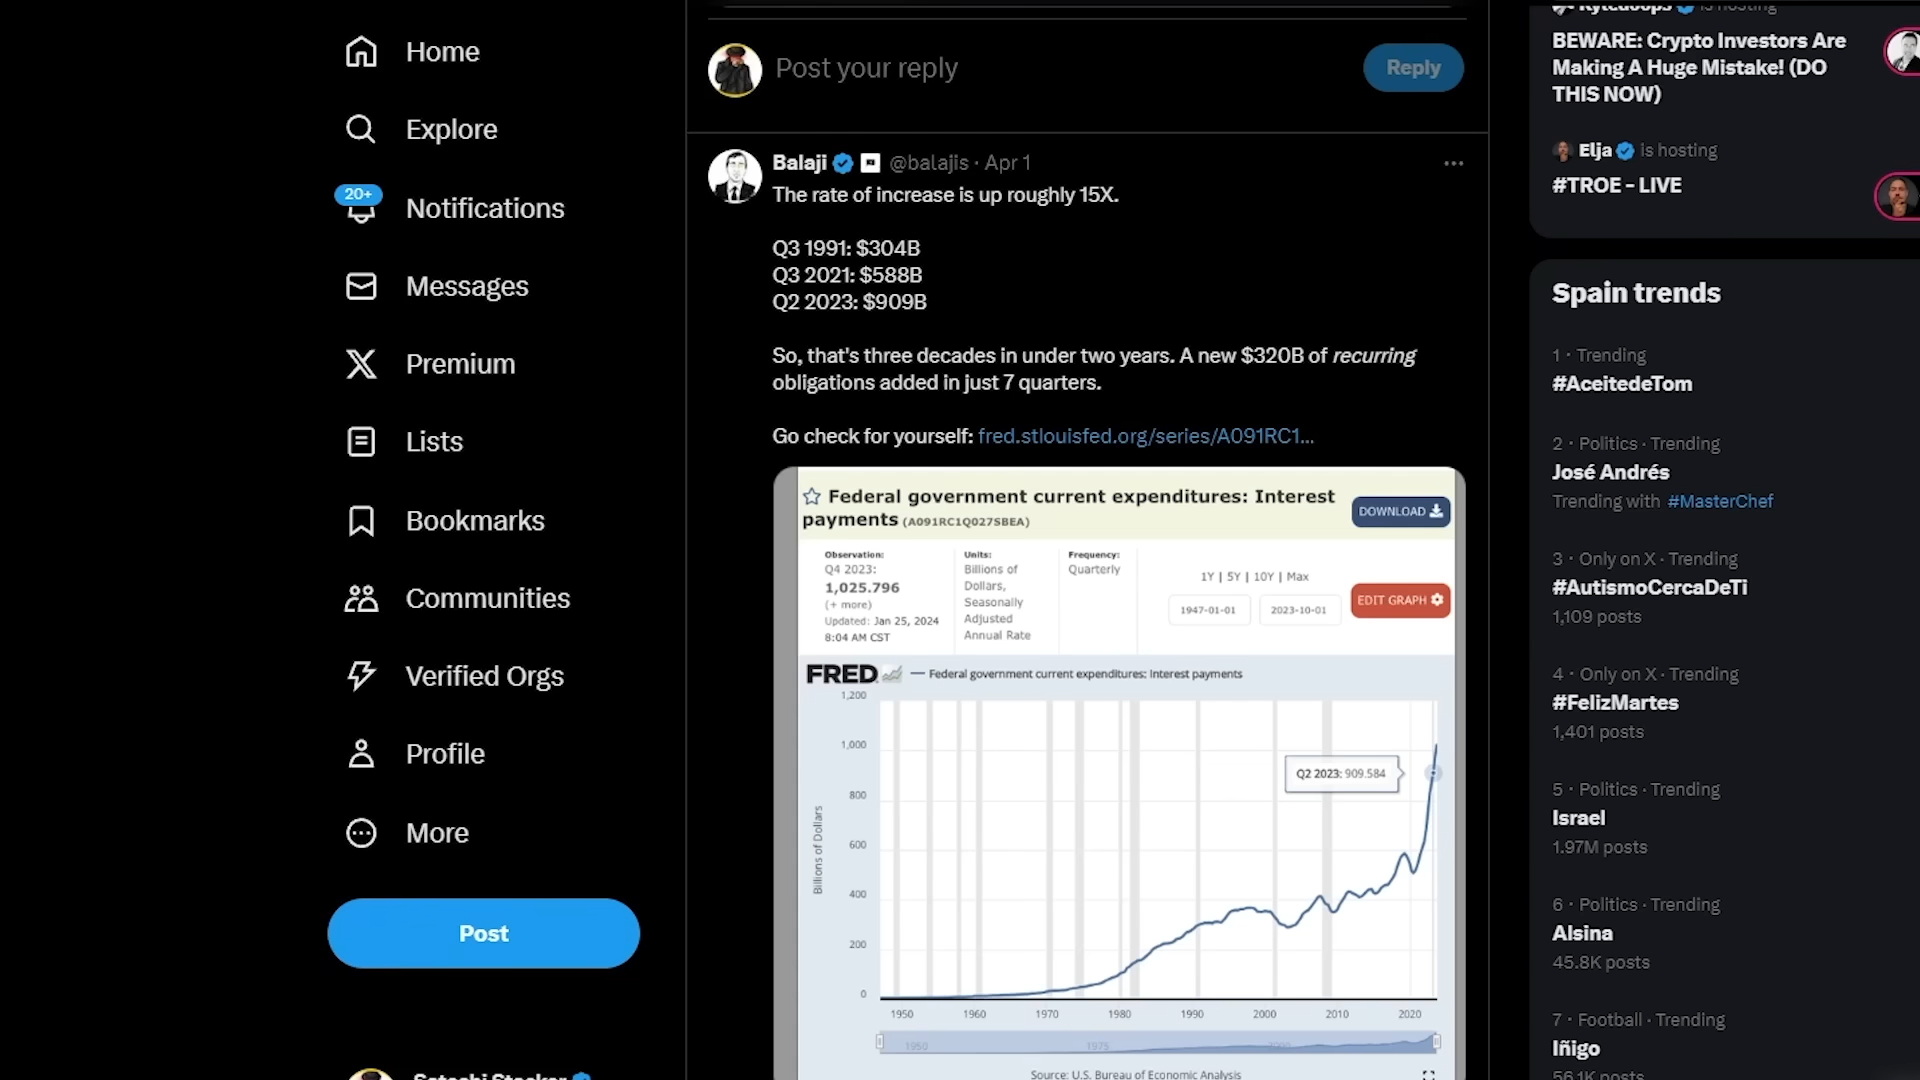 Home
Explore
20+
Notifications
Messages
Premium
Lists
Bookmarks
Communities
Verified Orgs
Profile
More
Post
Satoshi Stacker
Post your reply
Reply
Balaji @balajis · Apr 1
The rate of increase is up roughly 15X.
Q3 1991: $304B
Q3 2021: $588B
Q2 2023: $909B
So, that's three decades in under two years. A new $320B of recurring
obligations added in just 7 quarters.
Go check for yourself: fred.stlouisfed.org/series/A091RC1...
Federal government current expenditures: Interest
payments (A091RC1Q027SBEA)
DOWNLOAD
Observation:
Q4 2023:
1,025.796
(+ more)
Updated: Jan 25, 2024
8:04 AM CST
Units:
Billions of
Dollars,
Seasonally
Adjusted
Annual Rate
Frequency:
Quarterly
1Y | 5Y | 10Y | Max
1947-01-01
2023-10-01
EDIT GRAPH
FRED
Federal government current expenditures: Interest payments
1,200
1,000
800
600
400
200
0
Billions of Dollars
Q2 2023: 909.584
1950 1960 1970 1980 1990 2000 2010 2020
1950 1975 2000
Source: U.S. Bureau of Economic Analysis
is hosting
BEWARE: Crypto Investors Are
Making A Huge Mistake! (DO
THIS NOW)
Elja is hosting
#TROE - LIVE
Spain trends
1 · Trending
#AceitedeTom
2 · Politics · Trending
José Andrés
Trending with #MasterChef
3 · Only on X · Trending
#AutismoCercaDeTi
1,109 posts
4 · Only on X · Trending
#FelizMartes
1,401 posts
5 · Politics · Trending
Israel
1.97M posts
6 · Politics · Trending
Alsina
45.8K posts
7 · Football · Trending
Iñigo
56.1K posts